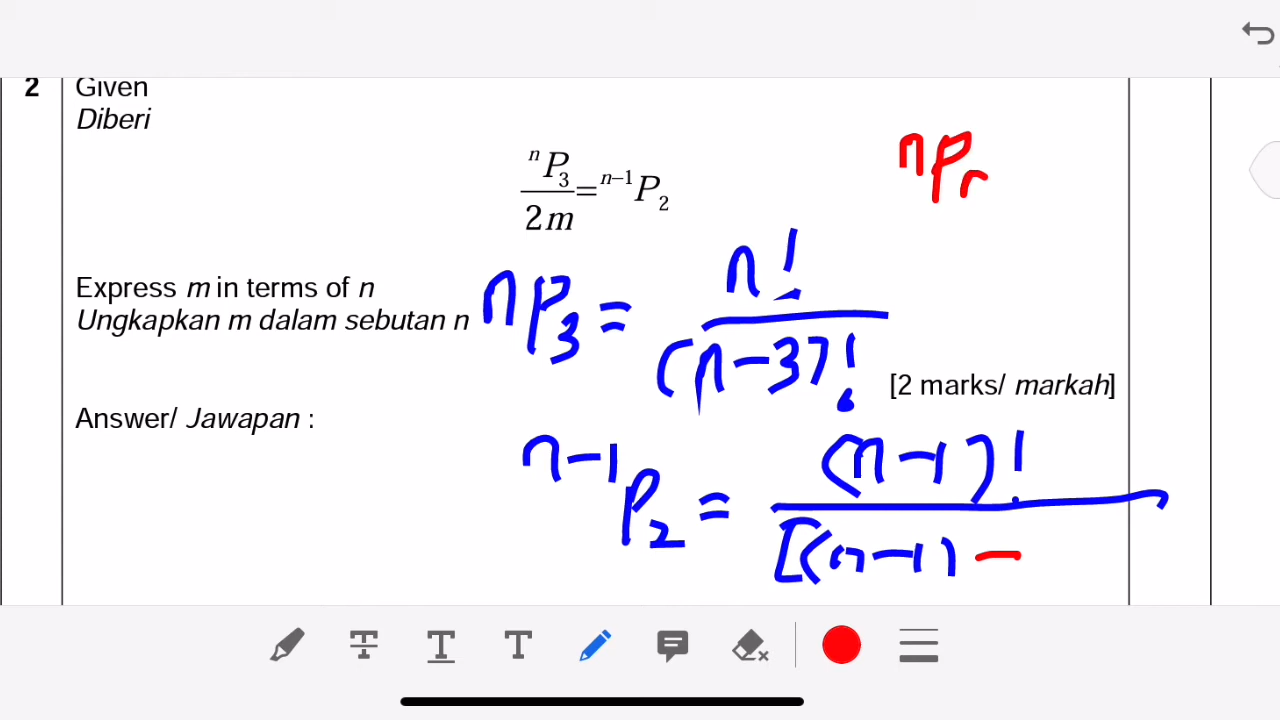 2 Given
Diberi
ⁿP₃/2m = ⁿ⁻¹P₂
nPr
Express m in terms of n
Ungkapkan m dalam sebutan n
nP₃ = n!/(n-3)!
[2 marks/ markah]
Answer/ Jawapan :
ⁿ⁻¹P₂ = (n-1)!/[(n-1) -
T T T